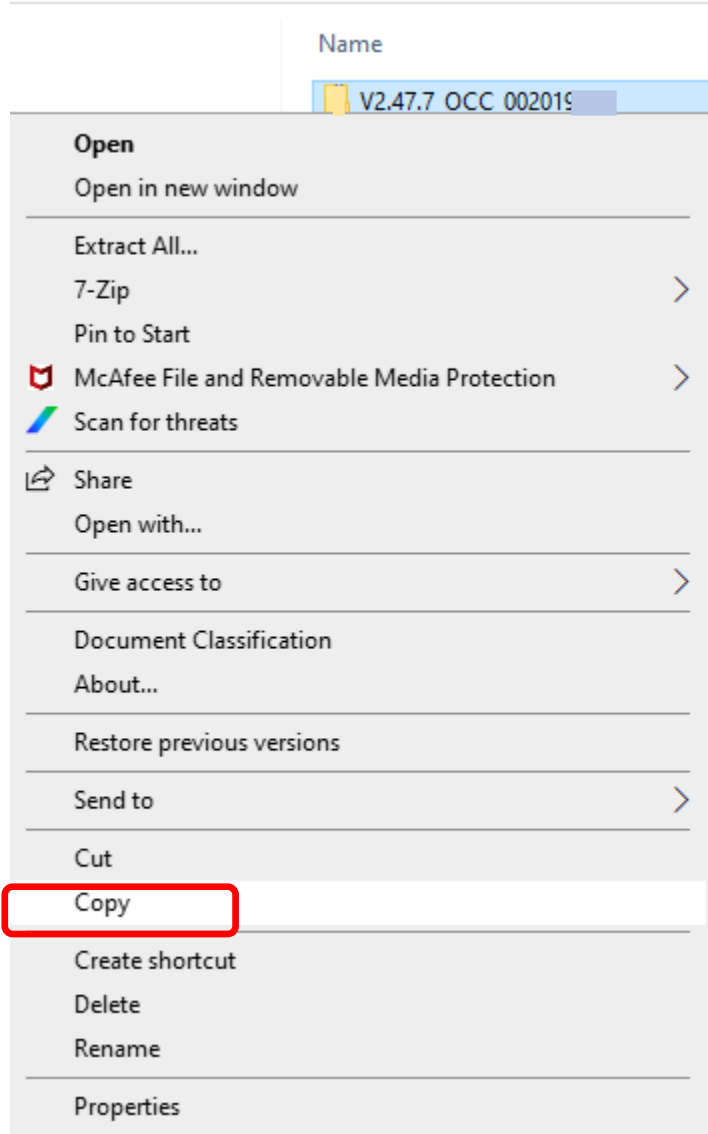 Name
V2.47.7_OCC_002019
Open
Open in new window
Extract All...
7-Zip
Pin to Start
McAfee File and Removable Media Protection
Scan for threats
Share
Open with...
Give access to
Document Classification
About...
Restore previous versions
Send to
Cut
Copy
Create shortcut
Delete
Rename
Properties